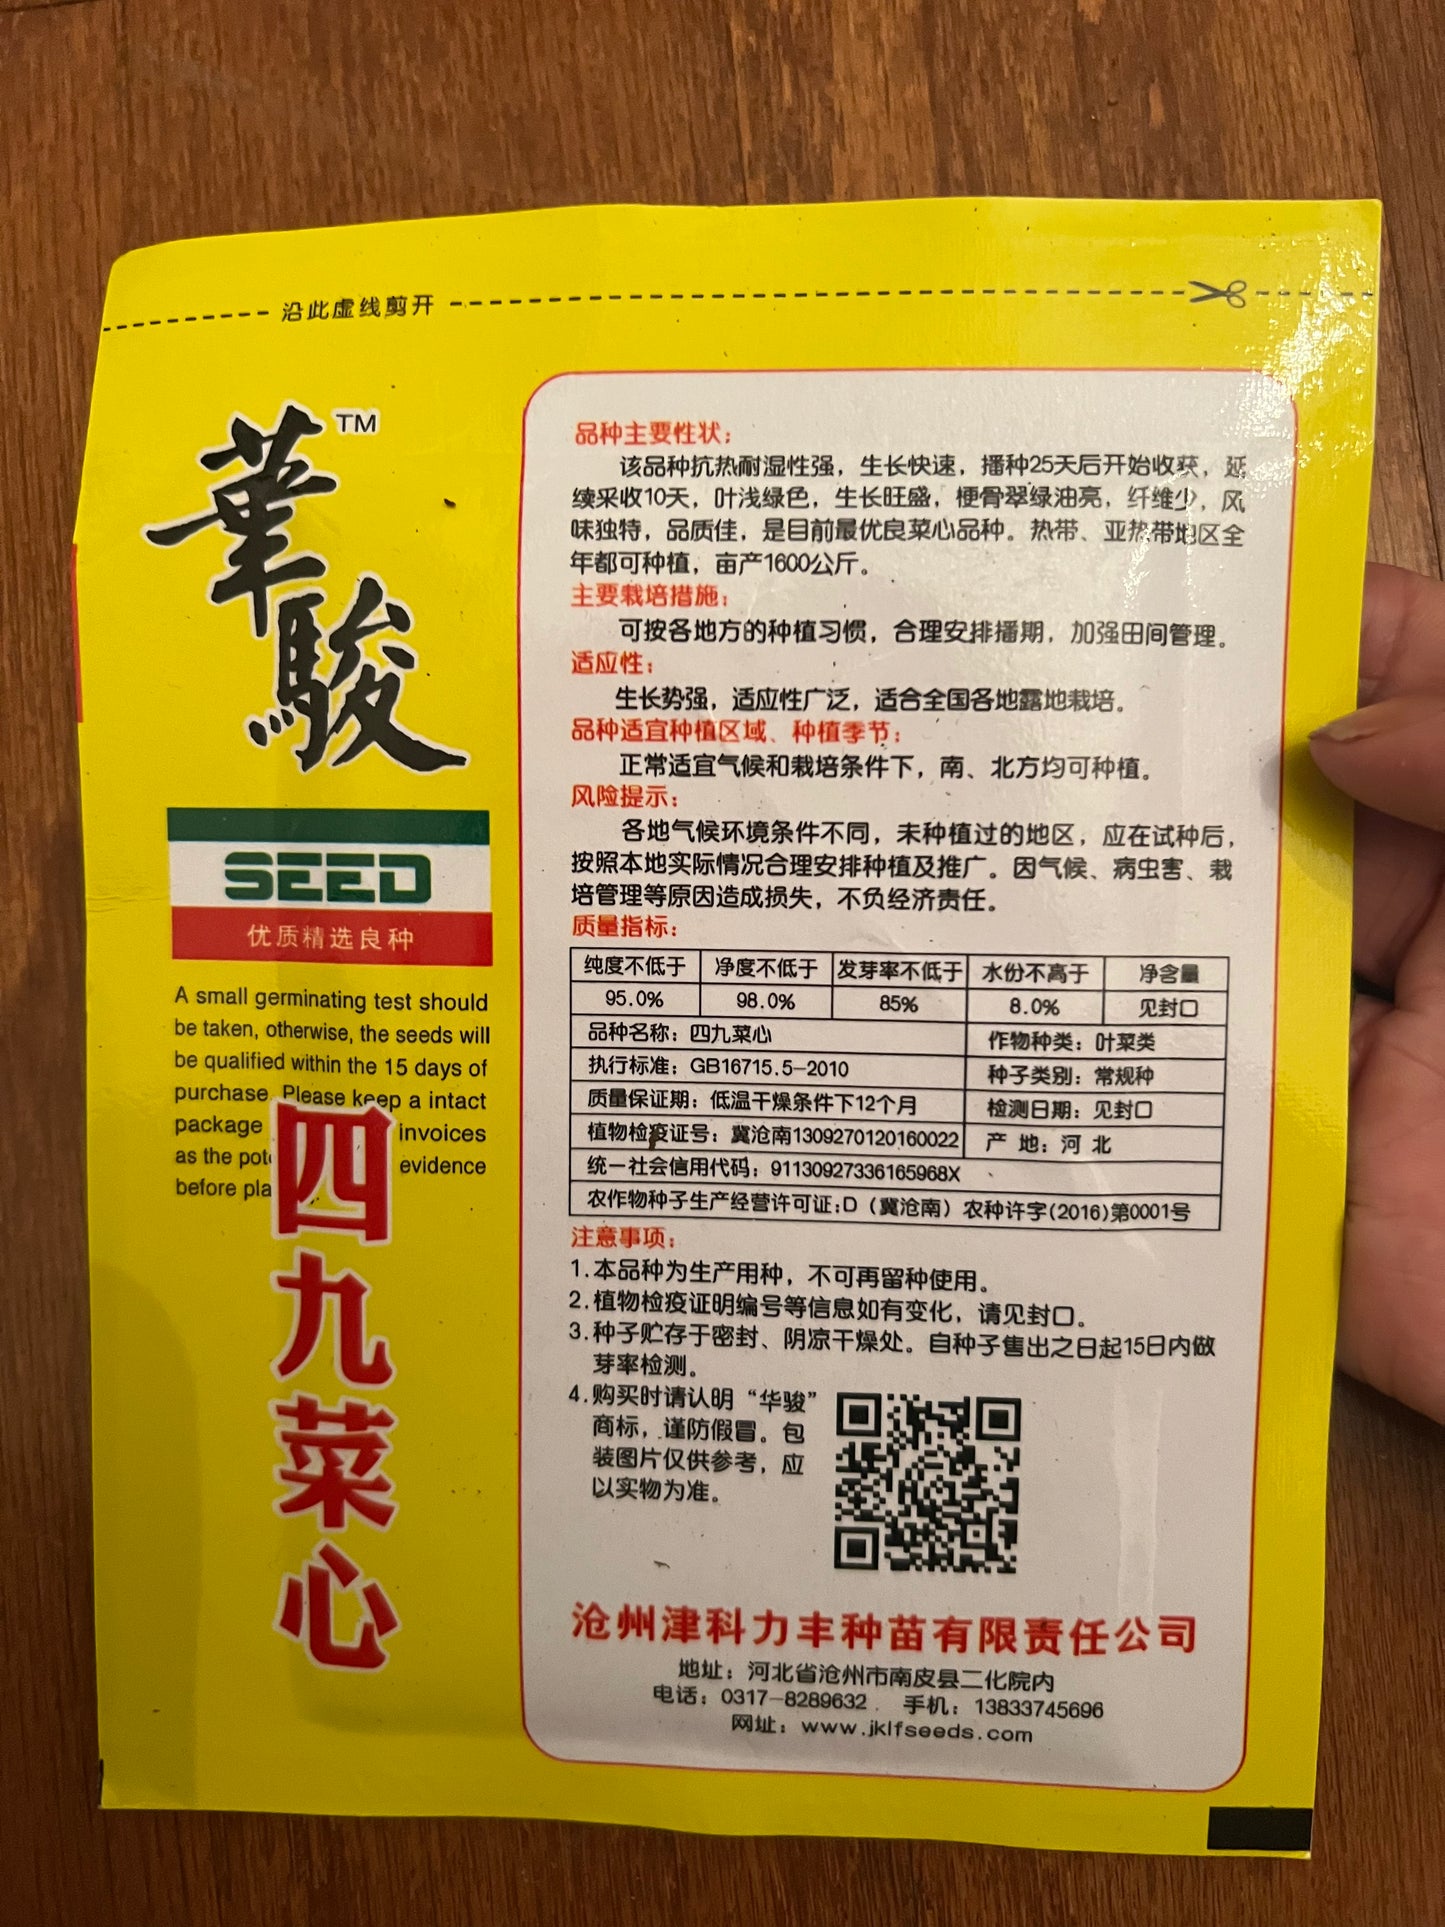 沿此虚线剪开
華駿 TM
SEED
优质精选良种
A small germinating test should
be taken, otherwise, the seeds will
be qualified within the 15 days of
purchase. Please keep a intact
package invoices
as the pot evidence
before pla
四九菜心
品种主要性状：
该品种抗热耐湿性强，生长快速，播种25天后开始收获，延
续采收10天，叶浅绿色，生长旺盛，梗骨翠绿油亮，纤维少，风
味独特，品质佳，是目前最优良菜心品种。热带、亚热带地区全
年都可种植，亩产1600公斤。
主要栽培措施：
可按各地方的种植习惯，合理安排播期，加强田间管理。
适应性：
生长势强，适应性广泛，适合全国各地露地栽培。
品种适宜种植区域、种植季节：
正常适宜气候和栽培条件下，南、北方均可种植。
风险提示：
各地气候环境条件不同，未种植过的地区，应在试种后，
按照本地实际情况合理安排种植及推广。因气候、病虫害、栽
培管理等原因造成损失，不负经济责任。
质量指标：
纯度不低于 净度不低于 发芽率不低于 水份不高于 净含量
95.0% 98.0% 85% 8.0% 见封口
品种名称：四九菜心 作物种类：叶菜类
执行标准：GB16715.5-2010 种子类别：常规种
质量保证期：低温干燥条件下12个月 检测日期：见封口
植物检疫证号：冀沧南1309270120160022 产 地：河 北
统一社会信用代码：91130927336165968X
农作物种子生产经营许可证:D（冀沧南）农种许字(2016)第0001号
注意事项：
1.本品种为生产用种，不可再留种使用。
2.植物检疫证明编号等信息如有变化，请见封口。
3.种子贮存于密封、阴凉干燥处。自种子售出之日起15日内做
芽率检测。
4.购买时请认明“华骏”
商标，谨防假冒。包
装图片仅供参考，应
以实物为准。
沧州津科力丰种苗有限责任公司
地址：河北省沧州市南皮县二化院内
电话：0317-8289632 手机：13833745696
网址：www.jklfseeds.com